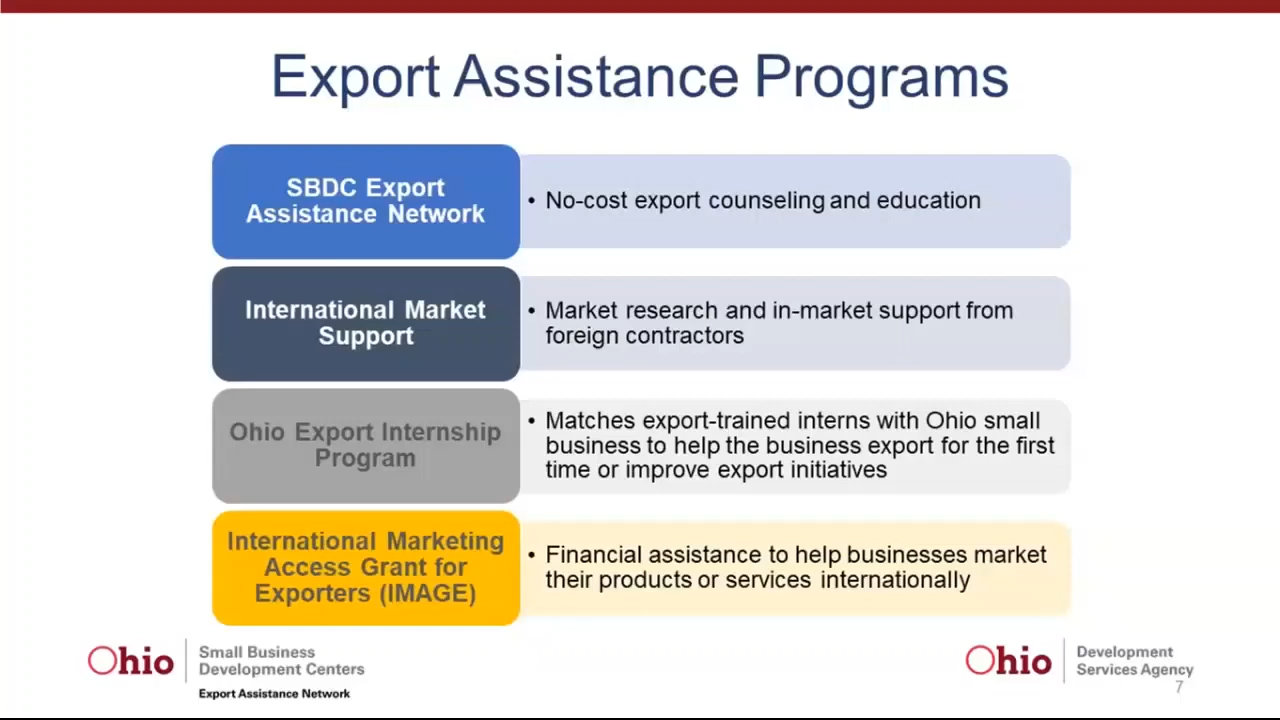 Export Assistance Programs
SBDC Export
Assistance Network
• No-cost export counseling and education
International Market
Support
• Market research and in-market support from
foreign contractors
Ohio Export Internship
Program
• Matches export-trained interns with Ohio small
business to help the business export for the first
time or improve export initiatives
International Marketing
Access Grant for
Exporters (IMAGE)
• Financial assistance to help businesses market
their products or services internationally
Ohio
Small Business
Development Centers
Export Assistance Network
Ohio
Development
Services Agency
7